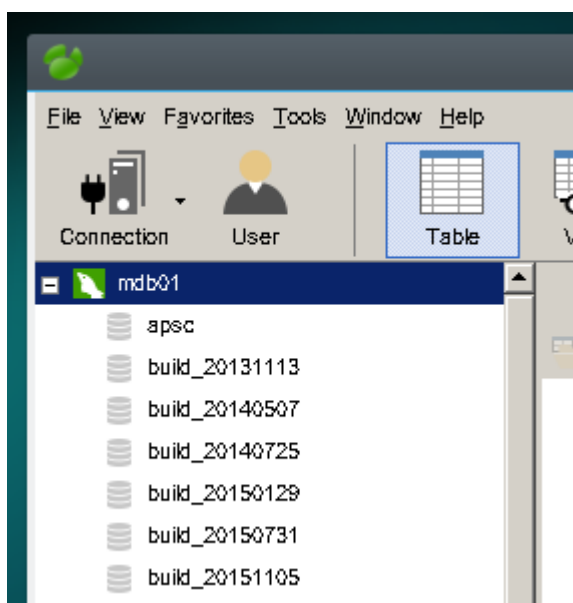 File View Favorites Tools Window Help
Connection User Table
mdb01
apsc
build_20131113
build_20140507
build_20140725
build_20150129
build_20150731
build_20151105